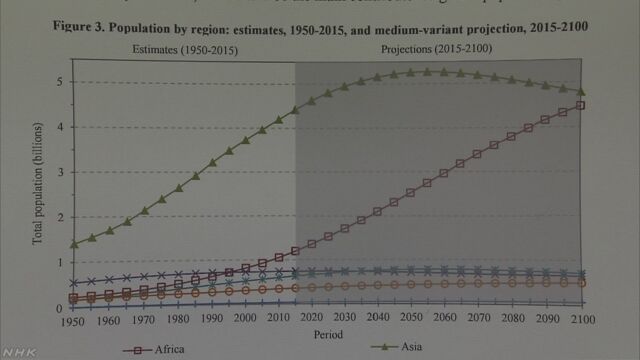 Figure 3. Population by region: estimates, 1950-2015, and medium-variant projection, 2015-2100
Estimates (1950-2015)
Projections (2015-2100)
Total population (billions)
5
4
3
2
1
0
1950 1960 1970 1980 1990 2000 2010 2020 2030 2040 2050 2060 2070 2080 2090 2100
Period
Africa
Asia
NHK